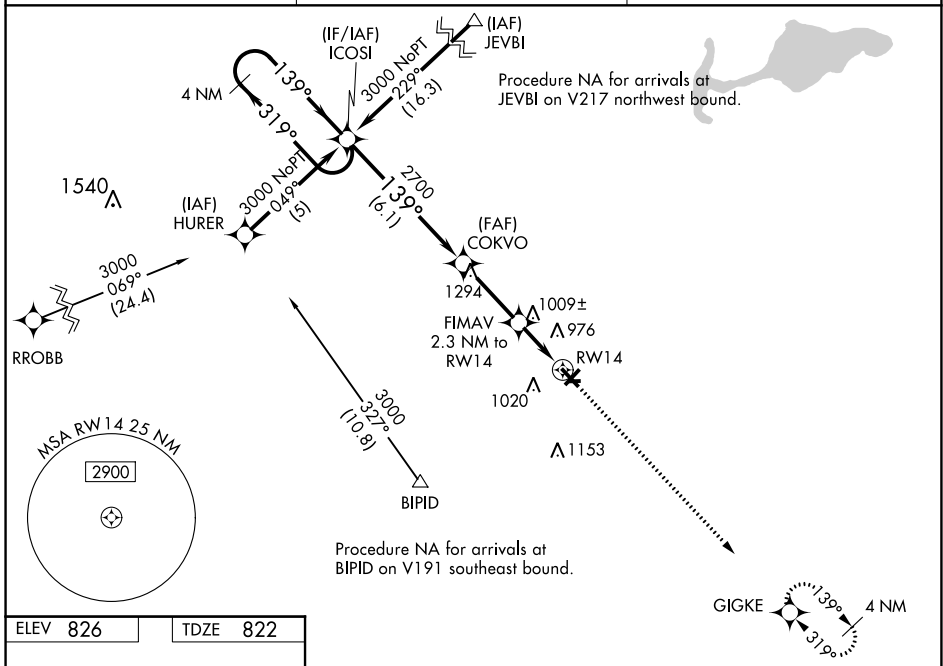 (IF/IAF)
ICOSI
(IAF)
JEVBI
3000 NoPT
229°
(16.3)
Procedure NA for arrivals at
JEVBI on V217 northwest bound.
4 NM
139°
319°
1540
(IAF)
HURER
3000 NoPT
049°
(5)
2700
139°
(6.1)
(FAF)
COKVO
1294
3000
069°
(24.4)
RROBB
FIMAV
2.3 NM to
RW14
1009±
976
RW14
1020
1153
3000
327°
(10.8)
BIPID
MSA RW14 25 NM
2900
Procedure NA for arrivals at
BIPID on V191 southeast bound.
GIGKE
139°
319°
4 NM
ELEV 826
TDZE 822